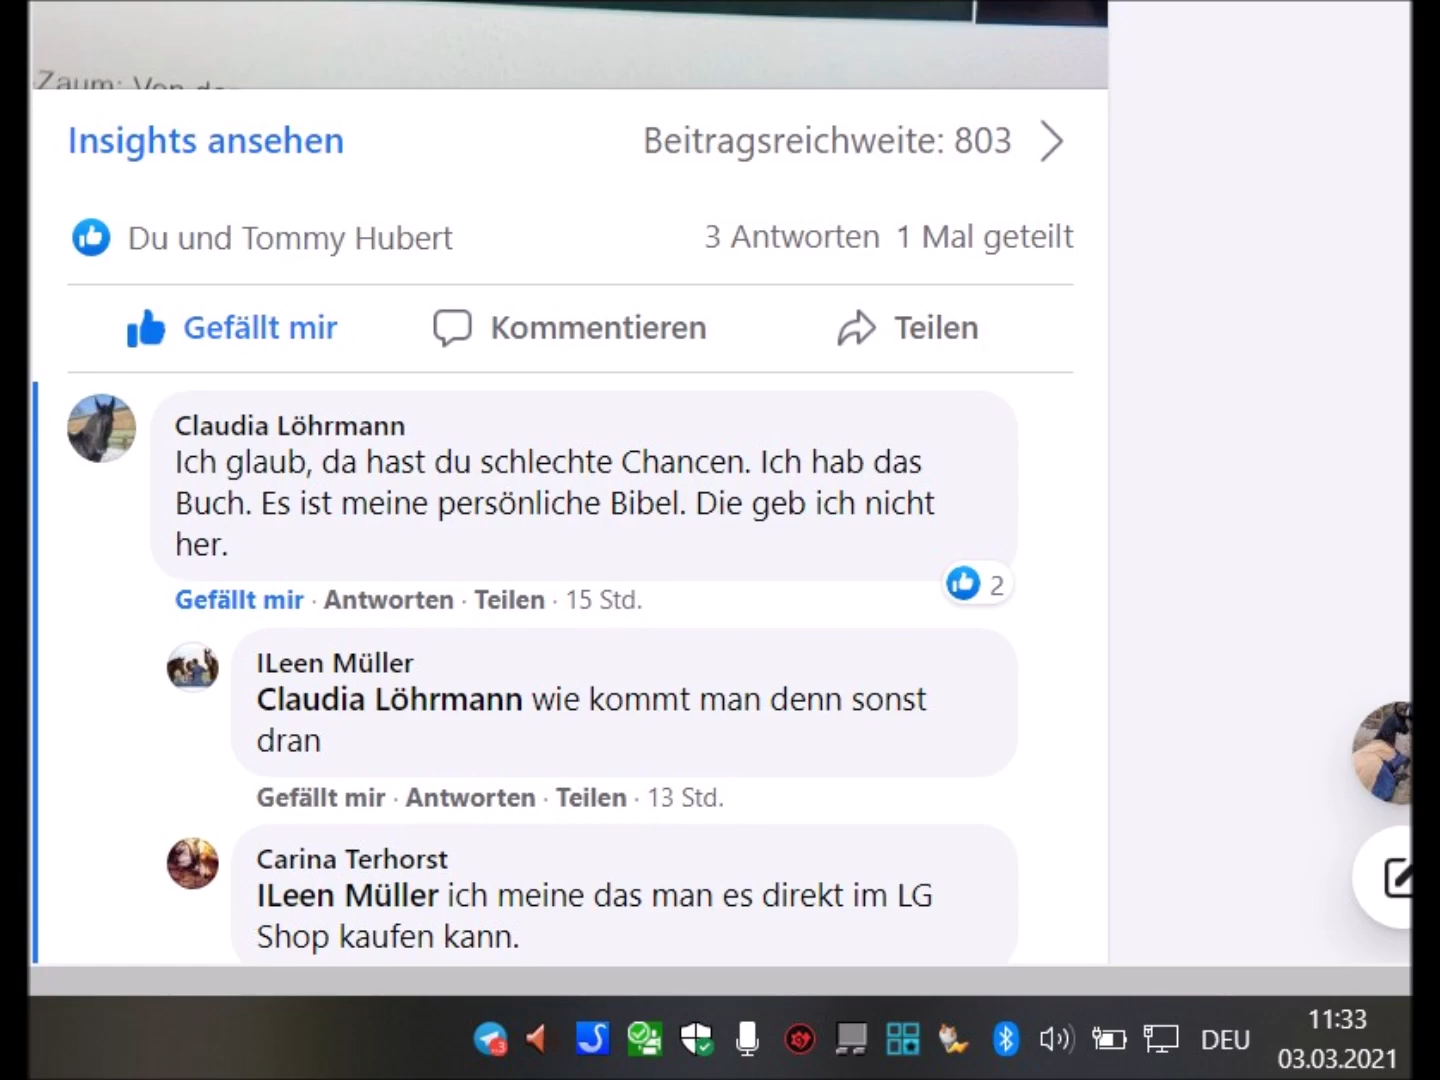 Zaum: Von der
Insights ansehen
Beitragsreichweite: 803
Du und Tommy Hubert
3 Antworten 1 Mal geteilt
Gefällt mir
Kommentieren
Teilen
Claudia Löhrmann
Ich glaub, da hast du schlechte Chancen. Ich hab das
Buch. Es ist meine persönliche Bibel. Die geb ich nicht
her.
2
Gefällt mir · Antworten · Teilen · 15 Std.
ILeen Müller
Claudia Löhrmann wie kommt man denn sonst
dran
Gefällt mir · Antworten · Teilen · 13 Std.
Carina Terhorst
ILeen Müller ich meine das man es direkt im LG
Shop kaufen kann.
3
DEU
11:33
03.03.2021